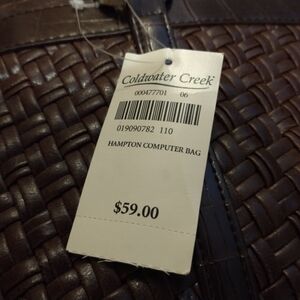 Coldwater Creek
000477701 06
019090782 110
HAMPTON COMPUTER BAG
$59.00